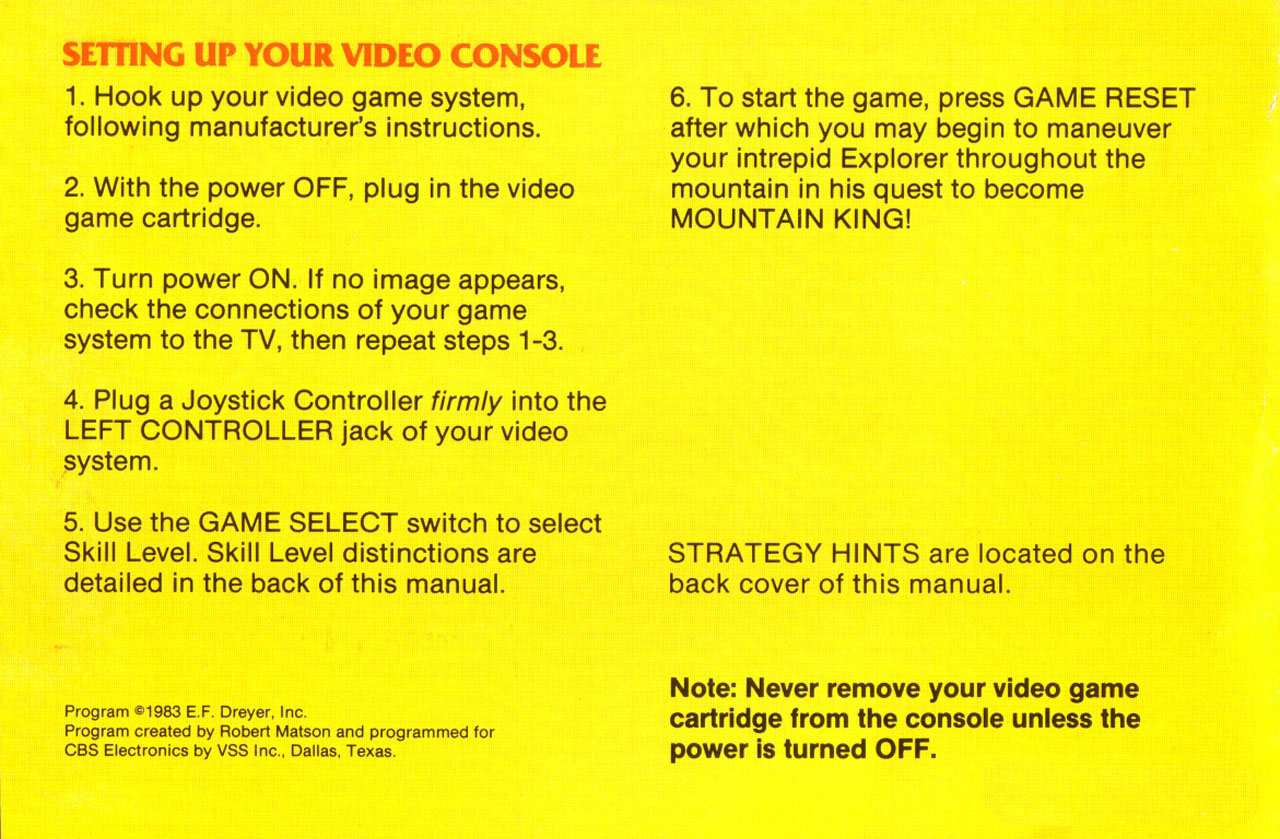 SETTING UP YOUR VIDEO CONSOLE
1. Hook up your video game system,
following manufacturer's instructions.
2. With the power OFF, plug in the video
game cartridge.
3. Turn power ON. If no image appears,
check the connections of your game
system to the TV, then repeat steps 1-3.
4. Plug a Joystick Controller firmly into the
LEFT CONTROLLER jack of your video
system.
5. Use the GAME SELECT switch to select
Skill Level. Skill Level distinctions are
detailed in the back of this manual.
Program ©1983 E.F. Dreyer, Inc.
Program created by Robert Matson and programmed for
CBS Electronics by VSS Inc., Dallas, Texas.
6. To start the game, press GAME RESET
after which you may begin to maneuver
your intrepid Explorer throughout the
mountain in his quest to become
MOUNTAIN KING!
STRATEGY HINTS are located on the
back cover of this manual.
Note: Never remove your video game
cartridge from the console unless the
power is turned OFF.